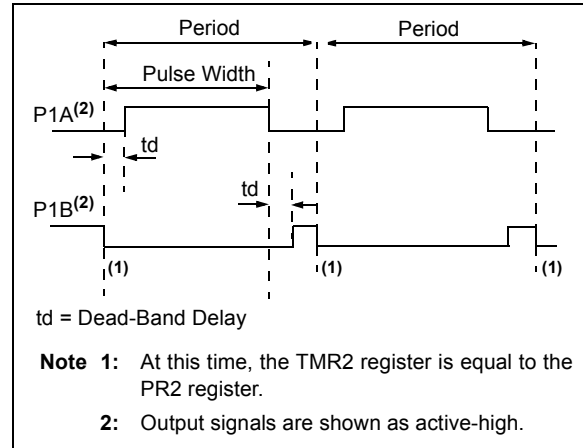 Period Period
Pulse Width
P1A(2)
td
td
P1B(2)
(1) (1) (1)
td = Dead-Band Delay
Note 1: At this time, the TMR2 register is equal to the
PR2 register.
2: Output signals are shown as active-high.